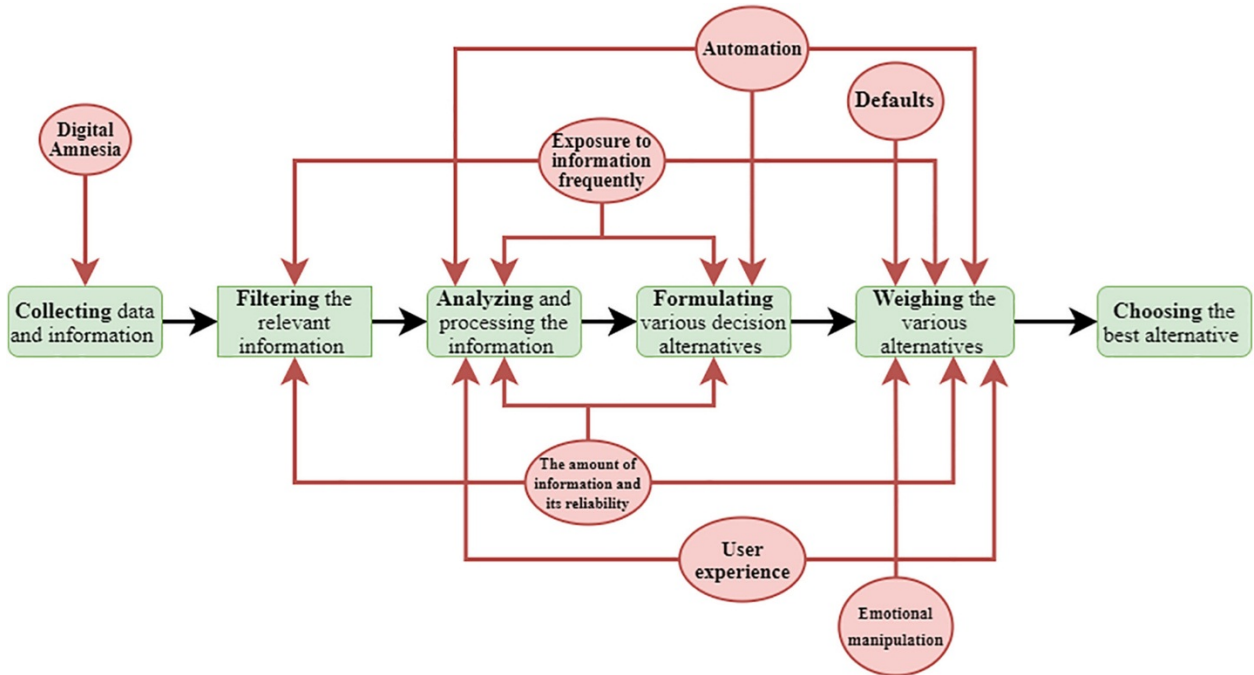 Automation
Defaults
Digital
Amnesia
Exposure to
information
frequently
Collecting data
and information
Filtering the
relevant
information
Analyzing and
processing the
information
Formulating
various decision
alternatives
Weighing the
various
alternatives
Choosing the
best alternative
The amount of
information and
its reliability
User
experience
Emotional
manipulation